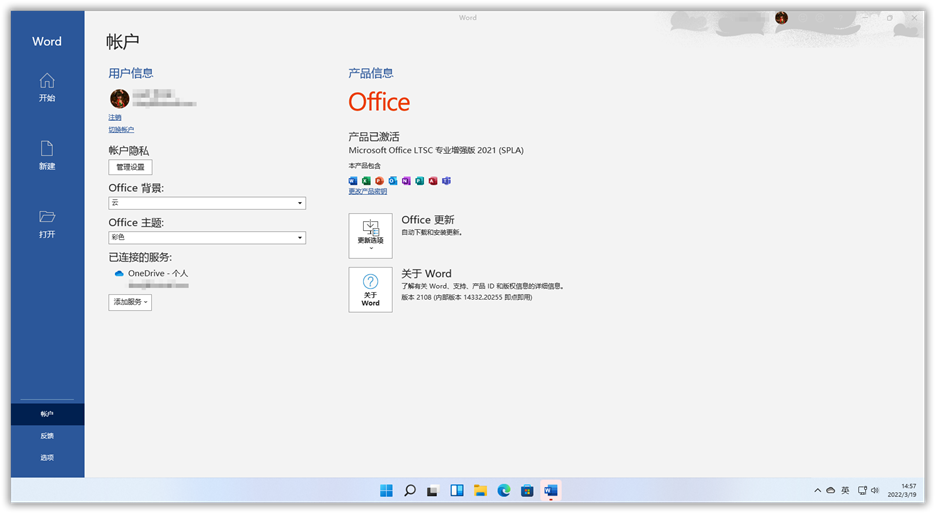 Word
Word
开始
新建
打开
帐户
反馈
选项
帐户
用户信息
注销
切换帐户
帐户隐私
管理设置
Office 背景:
云
Office 主题:
彩色
已连接的服务:
OneDrive - 个人
添加服务
产品信息
Office
产品已激活
Microsoft Office LTSC 专业增强版 2021 (SPLA)
本产品包含
更改产品密钥
更新选项
Office 更新
自动下载和安装更新。
关于
Word
关于 Word
了解有关 Word、支持、产品 ID 和版权信息的详细信息。
版本 2108 (内部版本 14332.20255 即点即用)
英
14:57
2022/3/19